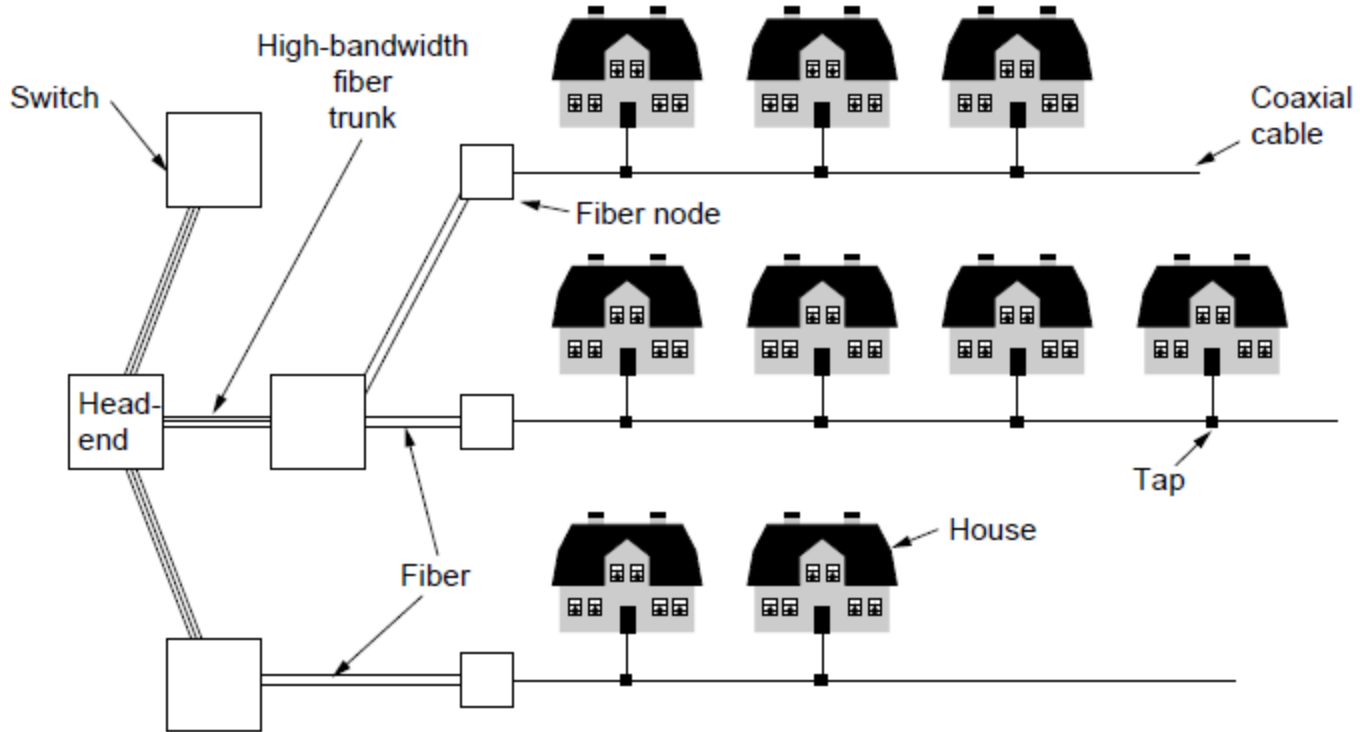 High-bandwidth
fiber
trunk
Switch
Coaxial
cable
Fiber node
Head-
end
Tap
House
Fiber